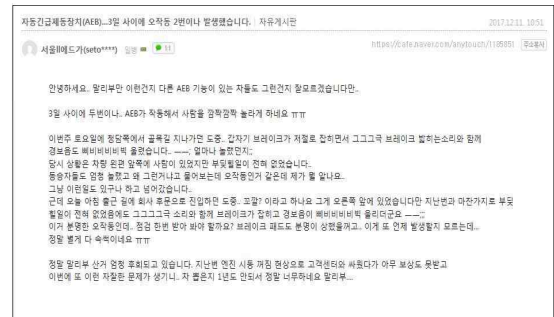 자동긴급제동장치(AEB)...3일 사이에 오작동 2번이나 발생했습니다. | 자유게시판
2017.12.11. 10:51
서울ll에드가(seto****) 일병 11
https://cafe.naver.com/anytouch/1185851 주소복사
안녕하세요.. 말리부만 이런건지 다른 AEB 기능이 있는 차들도 그런건지 잘모르겠습니다만..
3일 사이에 두번이나.. AEB가 작동해서 사람을 깜짝깜짝 놀라게 하네요 ㅠㅠ
이번주 토요일에 청담쪽에서 골목길 지나가면 도중.. 갑자기 브레이크가 저절로 잡히면서 그그그극 브레이크 밟히는소리와 함께
경보음도 삐비비비빅 울렸습니다.. ㅡㅡ; 얼마나 놀랬던지;;
당시 상황은 차량 왼편 앞쪽에 사람이 있었지만 부딪힐일이 전혀 없었습니다..
동승자들도 엄청 놀랬고 왜 그런거냐고 물어보는데 오작동인거 같은데 제가 뭘 알나요..
그냥 이런일도 있구나 하고 넘어갔습니다..
근데 오늘 아침 출근 길에 회사 후문으로 진입하면 도중.. 꼬깔? 이라고 하나요 그게 오른쪽 앞에 있었습니다만 지난번과 마찬가지로 부딪
힐일이 전혀 없었음에도 그그그그극 소리와 함께 브레이크가 잡히고 경보음이 삐비비비빅 울리더군요 ㅡㅡ;;
이거 분명한 오작동인데.. 점검 한번 받아 봐야 할까요? 브레이크 패드도 분명이 상했을꺼고.. 이게 또 언제 발생할지 모르는데...
정말 별게 다 속썩이네요 ㅠㅠ
정말 말리부 산거 엄청 후회되고 있습니다. 지난번 엔진 시동 꺼짐 현상으로 고객센터와 싸웠다가 아무 보상도 못받고
이번에 또 이런 자잘한 문제가 생기니.. 차 뽑은지 1년도 안되서 정말 너무하네요 말리부....